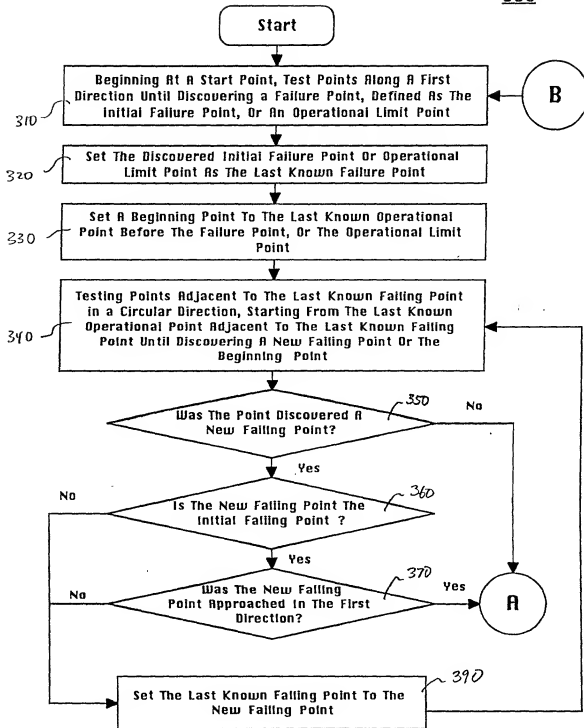 Start
Beginning At A Start Point, Test Points Along A First
Direction Until Discovering a Failure Point, Defined As The
Initial Failure Point, Or An Operational Limit Point
310
B
Set The Discovered Initial Failure Point Or Operational
Limit Point As The Last Known Failure Point
320
Set A Beginning Point To The Last Known Operational
Point Before The Failure Point, Or The Operational Limit
Point
330
Testing Points Adjacent To The Last Known Failing Point
in a Circular Direction, Starting From The Last Known
Operational Point Adjacent To The Last Known Failing
Point Until Discovering A New Failing Point Or The
Beginning Point
340
Was The Point Discovered A
New Failing Point?
350
No
Yes
Is The New Failing Point The
Initial Failing Point ?
360
No
Yes
Was The New Failing
Point Approached In The First
Direction?
370
No
Yes
A
Set The Last Known Failing Point To The
New Failing Point
390